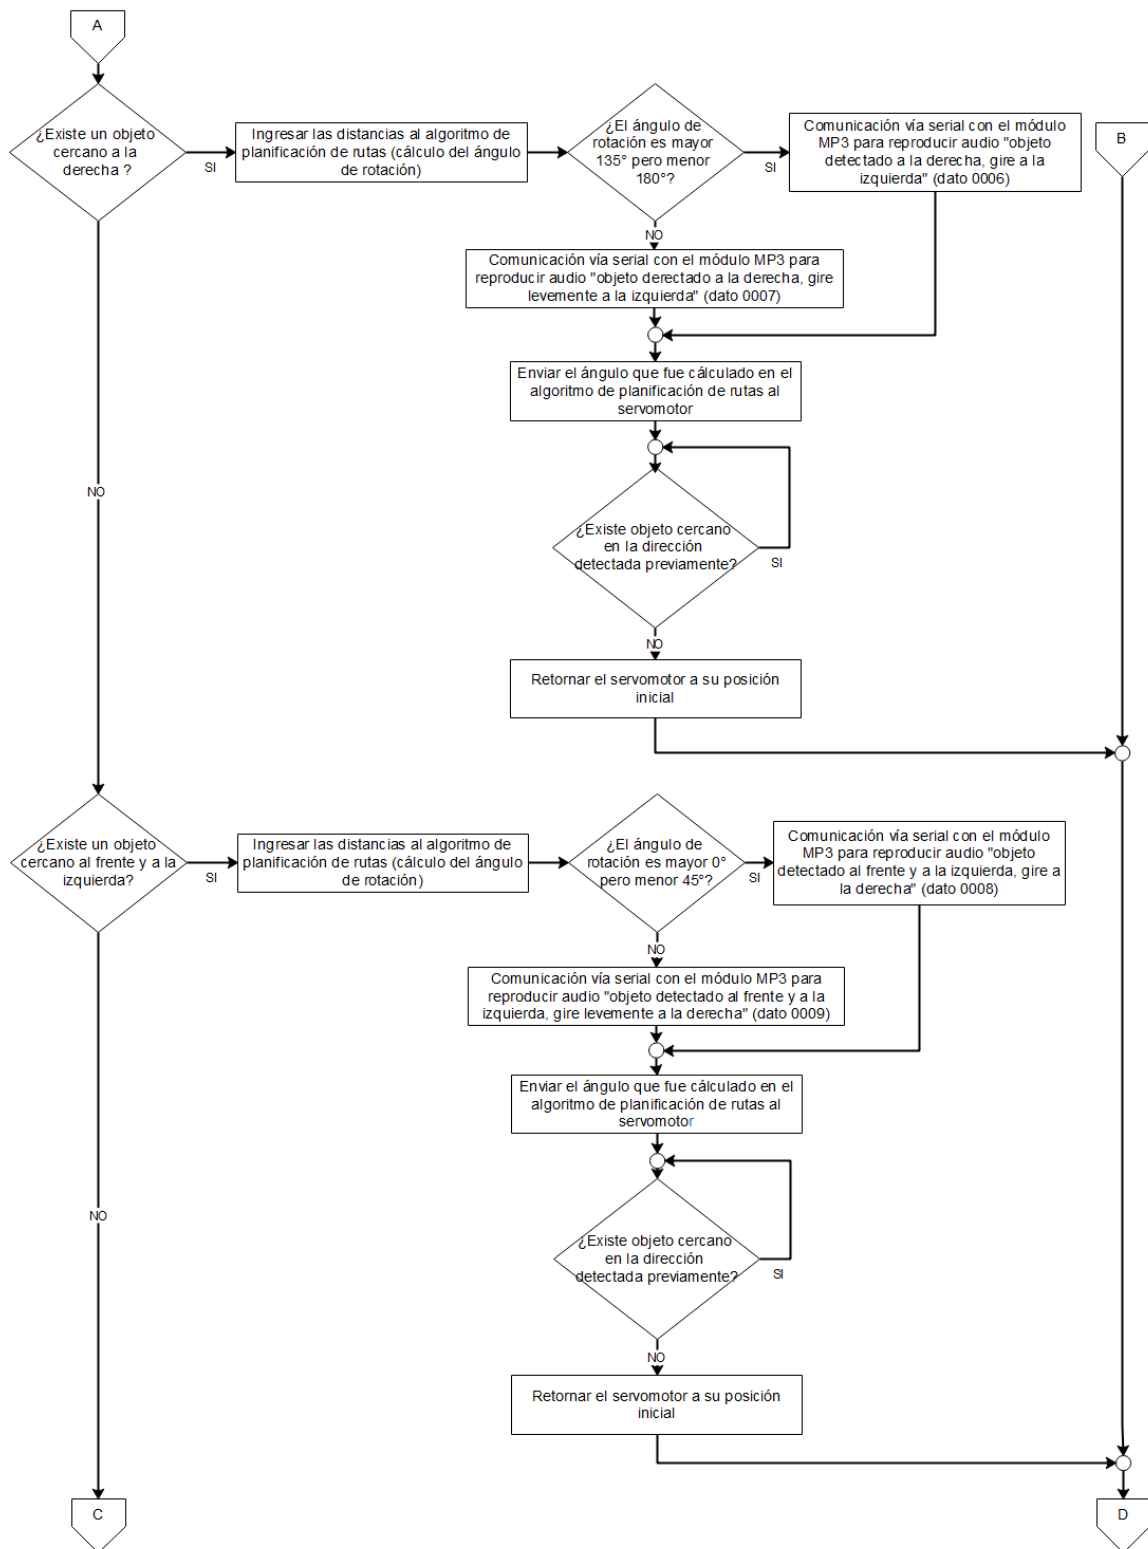 A
¿Existe un objeto
cercano a la
derecha ?
SI
Ingresar las distancias al algoritmo de
planificación de rutas (cálculo del ángulo
de rotación)
¿El ángulo de
rotación es mayor
135° pero menor
180°?
SI
Comunicación vía serial con el módulo
MP3 para reproducir audio "objeto
detectado a la derecha, gire a la
izquierda" (dato 0006)
B
NO
Comunicación vía serial con el módulo MP3 para
reproducir audio "objeto derectado a la derecha, gire
levemente a la izquierda" (dato 0007)
Enviar el ángulo que fue cálculado en el
algoritmo de planificación de rutas al
servomotor
NO
¿Existe objeto cercano
en la dirección
detectada previamente?
SI
NO
Retornar el servomotor a su posición
inicial
¿Existe un objeto
cercano al frente y a la
izquierda?
SI
Ingresar las distancias al algoritmo de
planificación de rutas (cálculo del ángulo
de rotación)
¿El ángulo de
rotación es mayor 0°
pero menor 45°?
SI
Comunicación vía serial con el módulo
MP3 para reproducir audio "objeto
detectado al frente y a la izquierda, gire a
la derecha" (dato 0008)
NO
Comunicación vía serial con el módulo MP3 para
reproducir audio "objeto detectado al frente y a la
izquierda, gire levemente a la derecha" (dato 0009)
Enviar el ángulo que fue cálculado en el
algoritmo de planificación de rutas al
servomotor
NO
¿Existe objeto cercano
en la dirección
detectada previamente?
SI
NO
Retornar el servomotor a su posición
inicial
C
D